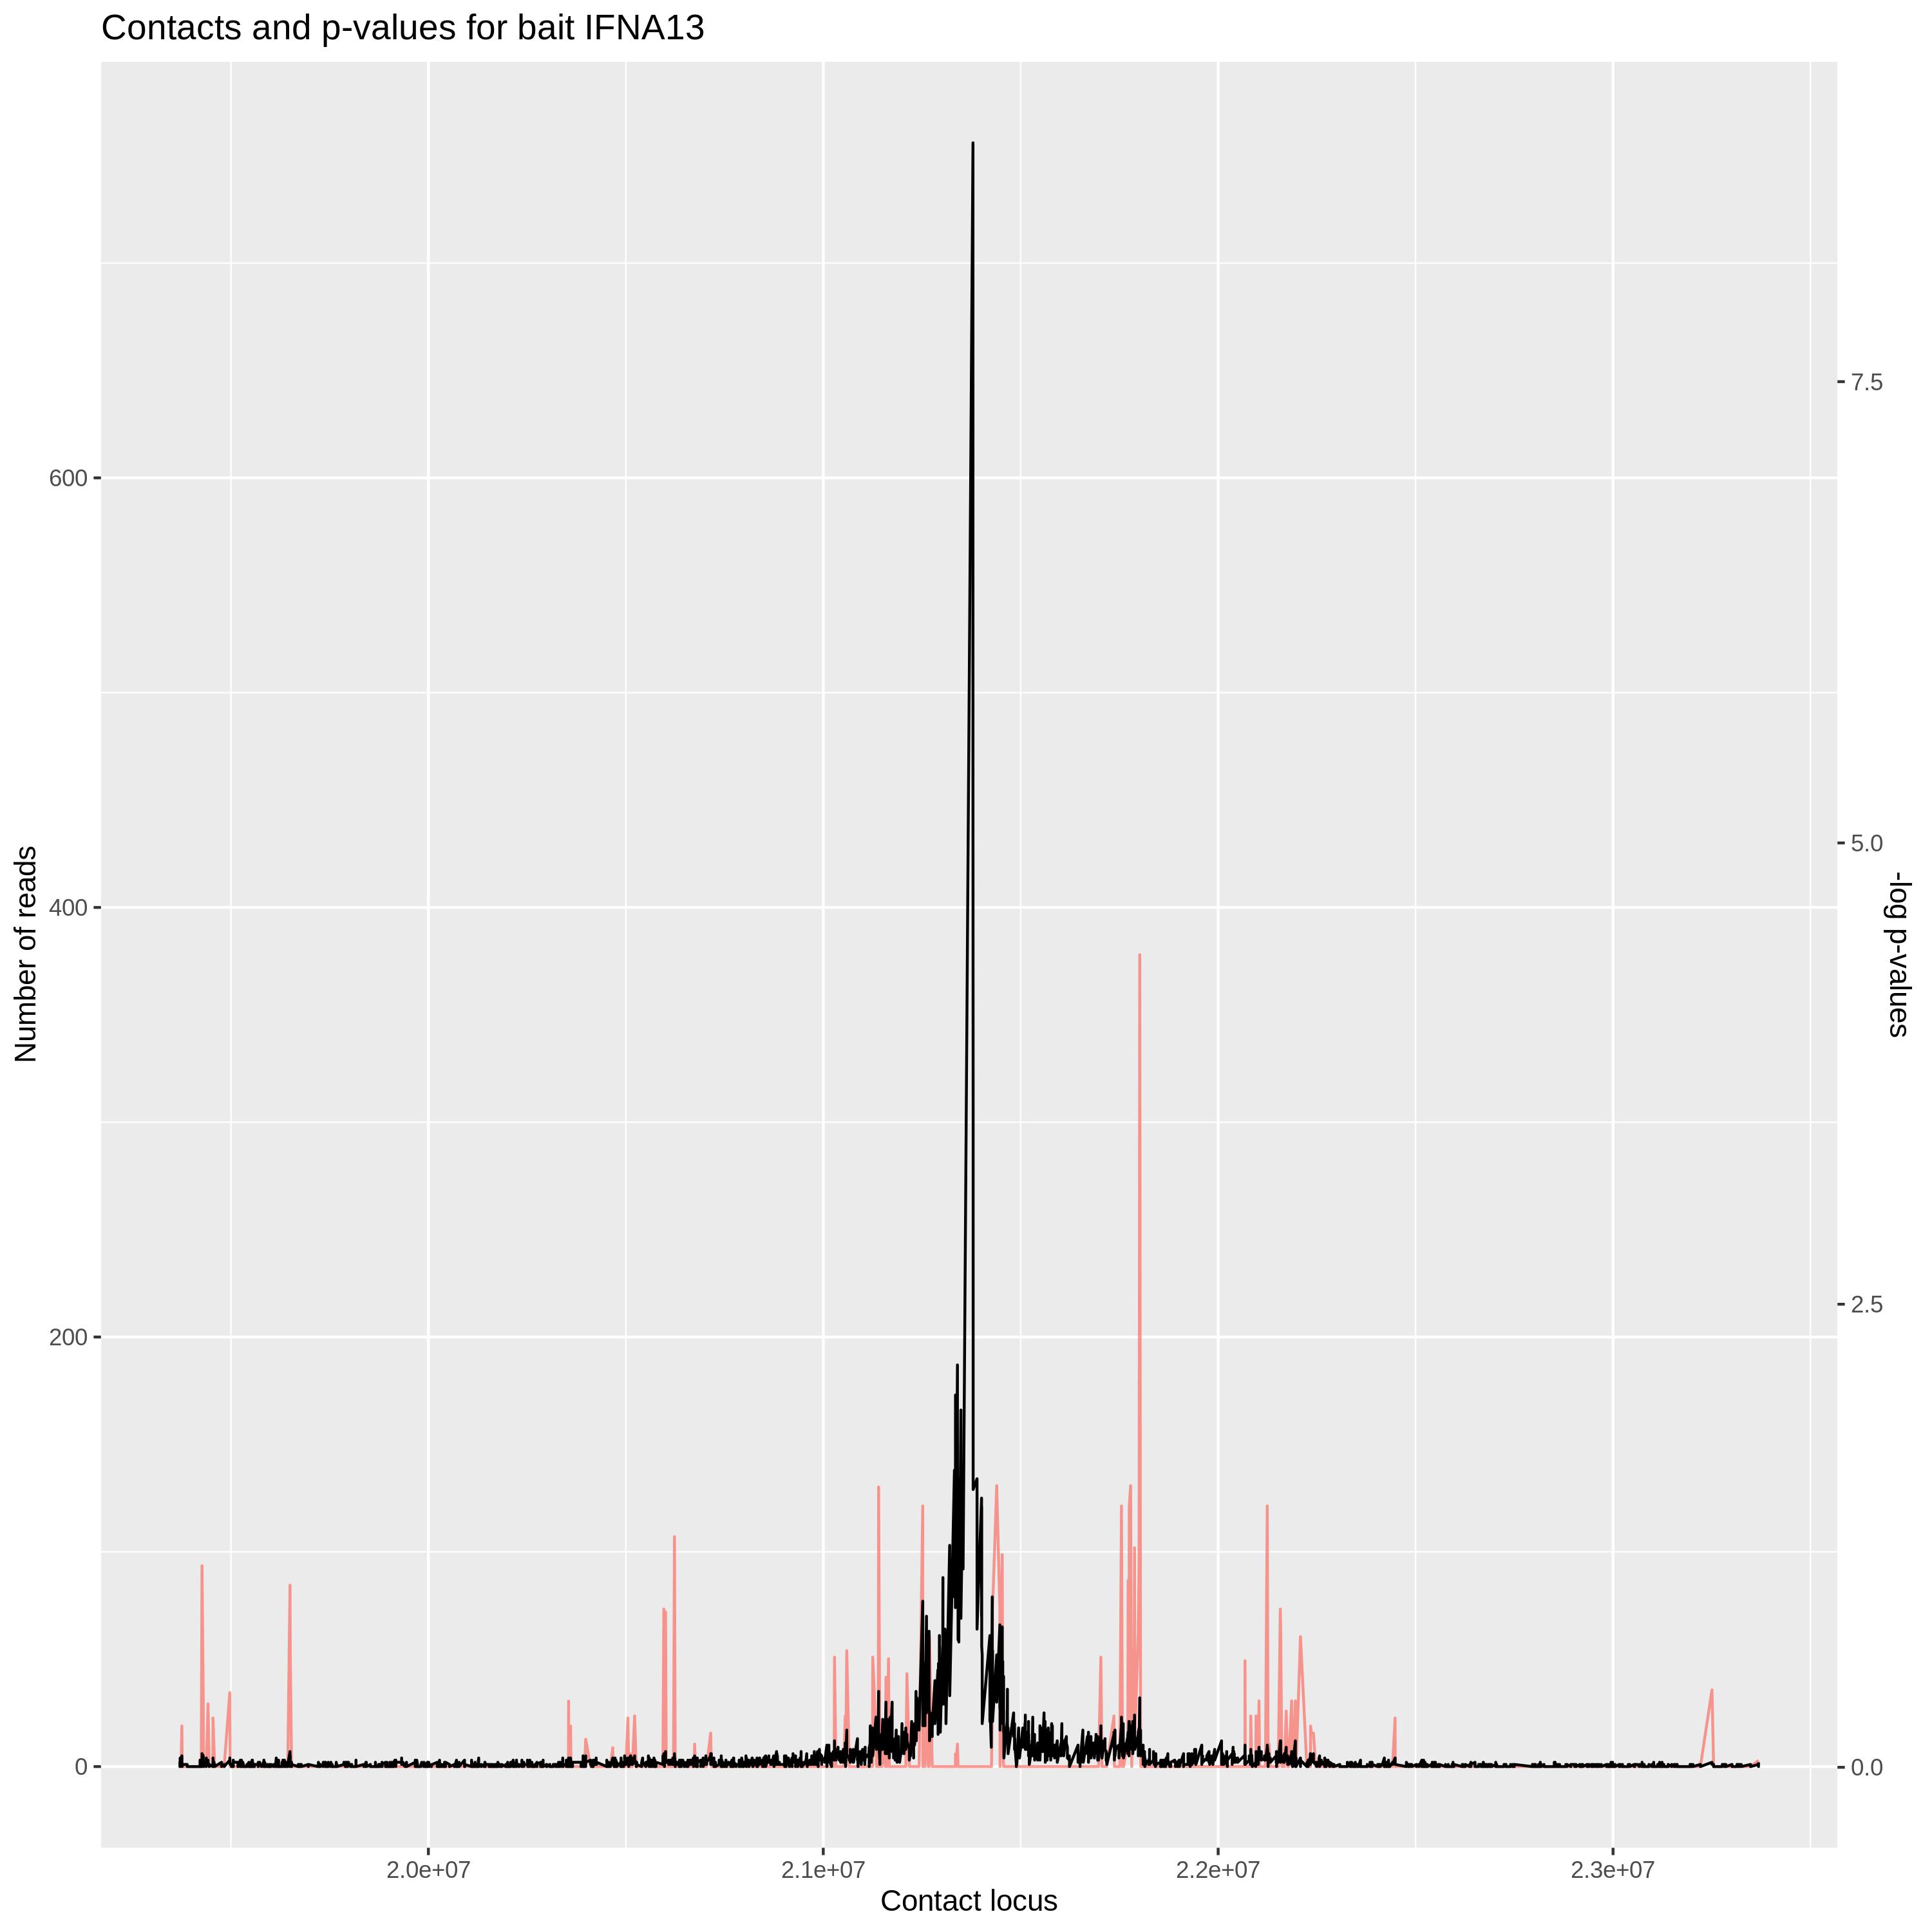 Contacts and p-values for bait IFNA13
Number of reads
600
400
200
0
7.5
5.0
2.5
0.0
-log p-values
2.0e+07
2.1e+07
2.2e+07
2.3e+07
Contact locus